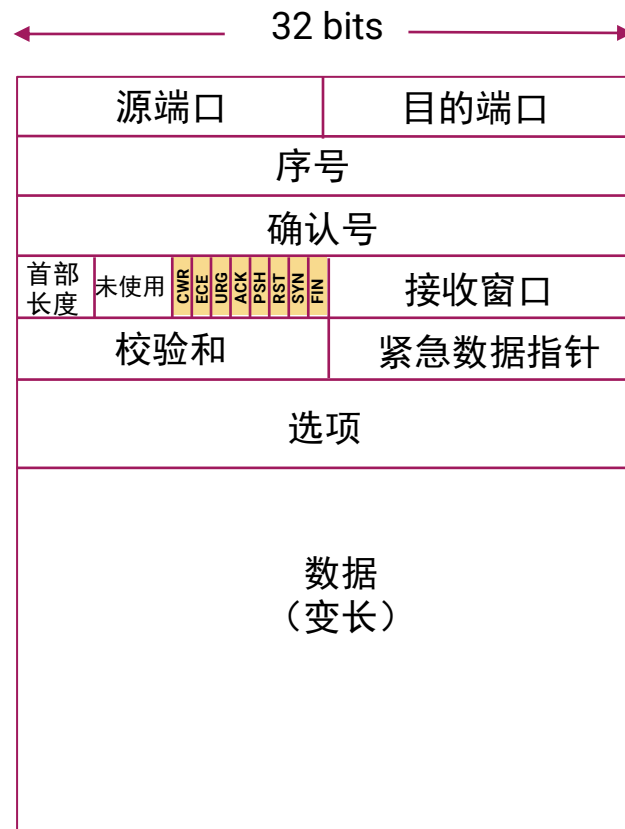 32 bits
源端口
目的端口
序号
确认号
首部
长度
未使用
CWR
ECE
URG
ACK
PSH
RST
SYN
FIN
接收窗口
校验和
紧急数据指针
选项
数据
（变长）